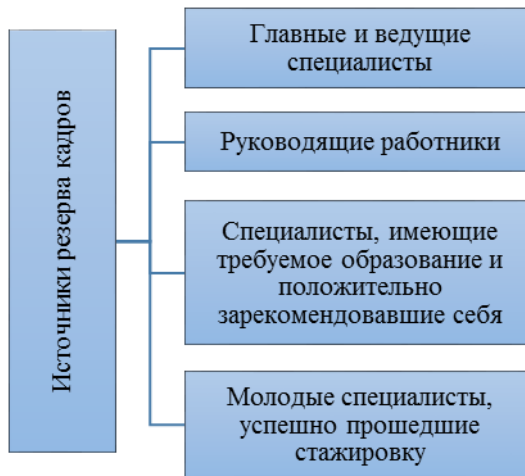 Источники резерва кадров
Главные и ведущие
специалисты
Руководящие работники
Специалисты, имеющие
требуемое образование и
положительно
зарекомендовавшие себя
Молодые специалисты,
успешно прошедшие
стажировку